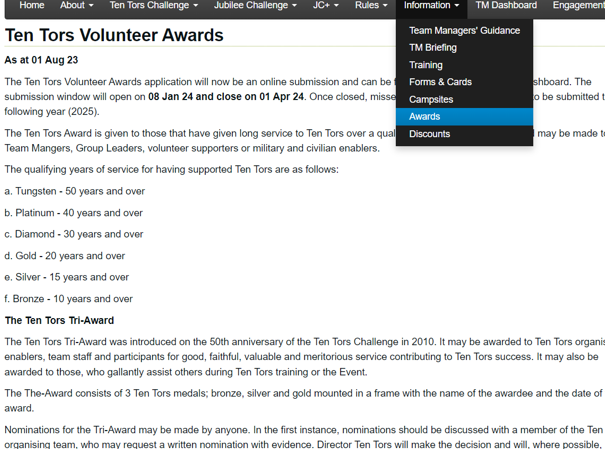 Home About Ten Tors Challenge Jubilee Challenge JC+ Rules Information TM Dashboard Engagement
Team Managers' Guidance
TM Briefing
Training
Forms & Cards
Campsites
Awards
Discounts
Ten Tors Volunteer Awards
As at 01 Aug 23
The Ten Tors Volunteer Awards application will now be an online submission and can be shboard. The
submission window will open on 08 Jan 24 and close on 01 Apr 24. Once closed, misse to be submitted
following year (2025).
The Ten Tors Award is given to those that have given long service to Ten Tors over a qual may be made to
Team Mangers, Group Leaders, volunteer supporters or military and civilian enablers.
The qualifying years of service for having supported Ten Tors are as follows:
a. Tungsten - 50 years and over
b. Platinum - 40 years and over
c. Diamond - 30 years and over
d. Gold - 20 years and over
e. Silver - 15 years and over
f. Bronze - 10 years and over
The Ten Tors Tri-Award
The Ten Tors Tri-Award was introduced on the 50th anniversary of the Ten Tors Challenge in 2010. It may be awarded to Ten Tors organis
enablers, team staff and participants for good, faithful, valuable and meritorious service contributing to Ten Tors success. It may also be
awarded to those, who gallantly assist others during Ten Tors training or the Event.
The The-Award consists of 3 Ten Tors medals; bronze, silver and gold mounted in a frame with the name of the awardee and the date of
award.
Nominations for the Tri-Award may be made by anyone. In the first instance, nominations should be discussed with a member of the Ten
organising team, who may request a written nomination with evidence. Director Ten Tors will make the decision and will, where possible,